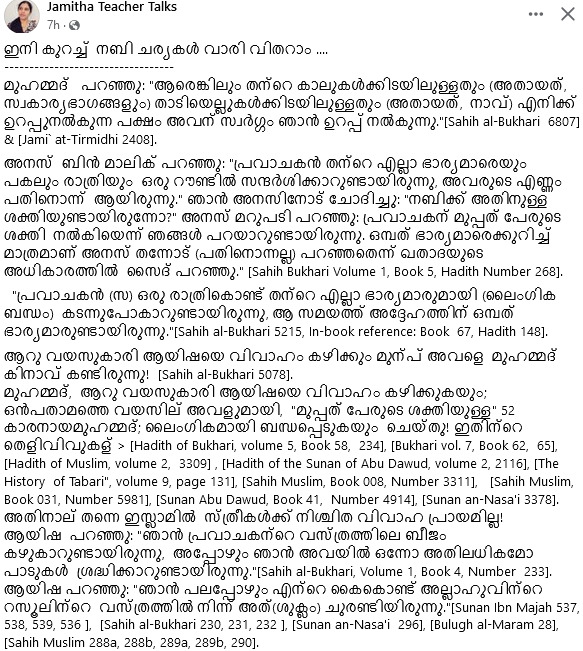 Jamitha Teacher Talks
7h ·
ഇനി കുറച്ച് നബി ചര്യകൾ വാരി വിതറാം ....
----------------------------------
മുഹമ്മദ് പറഞ്ഞു: "ആരെങ്കിലും തന്റെ കാലുകൾക്കിടയിലുള്ളതും (അതായത്,
സ്വകാര്യഭാഗങ്ങളും) താടിയെല്ലുകൾക്കിടയിലുള്ളതും (അതായത്, നാവ്) എനിക്ക്
ഉറപ്പുനൽകുന്ന പക്ഷം അവന് സ്വർഗ്ഗം ഞാൻ ഉറപ്പ് നൽകുന്നു."[Sahih al-Bukhari 6807]
& [Jami` at-Tirmidhi 2408].
അനസ് ബിൻ മാലിക് പറഞ്ഞു: "പ്രവാചകൻ തന്റെ എല്ലാ ഭാര്യമാരെയും
പകലും രാത്രിയും ഒരു റൗണ്ടിൽ സന്ദർശിക്കാറുണ്ടായിരുന്നു, അവരുടെ എണ്ണം
പതിനൊന്ന് ആയിരുന്നു." ഞാൻ അനസിനോട് ചോദിച്ചു: "നബിക്ക് അതിനുള്ള
ശക്തിയുണ്ടായിരുന്നോ?" അനസ് മറുപടി പറഞ്ഞു: പ്രവാചകന് മുപ്പത് പേരുടെ
ശക്തി നൽകിയെന്ന് ഞങ്ങൾ പറയാറുണ്ടായിരുന്നു. ഒമ്പത് ഭാര്യമാരെക്കുറിച്ച്
മാത്രമാണ് അനസ് തന്നോട് (പതിനൊന്നല്ല) പറഞ്ഞതെന്ന് ഖതാദയുടെ
അധികാരത്തിൽ സൈദ് പറഞ്ഞു." [Sahih Bukhari Volume 1, Book 5, Hadith Number 268].
"പ്രവാചകൻ (സ) ഒരു രാത്രികൊണ്ട് തന്റെ എല്ലാ ഭാര്യമാരുമായി (ലൈംഗിക
ബന്ധം) കടന്നുപോകാറുണ്ടായിരുന്നു, ആ സമയത്ത് അദ്ദേഹത്തിന് ഒമ്പത്
ഭാര്യമാരുണ്ടായിരുന്നു."[Sahih al-Bukhari 5215, In-book reference: Book 67, Hadith 148].
ആറു വയസുകാരി ആയിഷയെ വിവാഹം കഴിക്കും മുന്പ് അവളെ മുഹമ്മദ്
കിനാവ് കണ്ടിരുന്നു! [Sahih al-Bukhari 5078].
മുഹമ്മദ്, ആറു വയസുകാരി ആയിഷയെ വിവാഹം കഴിക്കുകയും;
ഒൻപതാമത്തെ വയസില് അവളുമായി, "മുപ്പത് പേരുടെ ശക്തിയുള്ള" 52
കാരനായമുഹമ്മദ്; ലൈംഗികമായി ബന്ധപ്പെടുകയും ചെയ്തു! ഇതിന്റെ
തെളിവിവുകള് > [Hadith of Bukhari, volume 5, Book 58, 234], [Bukhari vol. 7, Book 62, 65],
[Hadith of Muslim, volume 2, 3309] , [Hadith of the Sunan of Abu Dawud, volume 2, 2116], [The
History of Tabari", volume 9, page 131], [Sahih Muslim, Book 008, Number 3311], [Sahih Muslim,
Book 031, Number 5981], [Sunan Abu Dawud, Book 41, Number 4914], [Sunan an-Nasa'i 3378].
അതിനാല് തന്നെ ഇസ്ലാമിൽ സ്ത്രീകൾക്ക് നിശ്ചിത വിവാഹ പ്രായമില്ല!
ആയിഷ പറഞ്ഞു: "ഞാൻ പ്രവാചകന്റെ വസ്ത്രത്തിലെ ബീജം
കഴുകാറുണ്ടായിരുന്നു, അപ്പോഴും ഞാൻ അവയിൽ ഒന്നോ അതിലധികമോ
പാടുകൾ ശ്രദ്ധിക്കാറുണ്ടായിരുന്നു."[Sahih al-Bukhari, Volume 1, Book 4, Number 233].
ആയിഷ പറഞ്ഞു: "ഞാൻ പലപ്പോഴും എന്റെ കൈകൊണ്ട് അല്ലാഹുവിന്റെ
റസൂലിന്റെ വസ്ത്രത്തിൽ നിന്ന് അത്(ശുക്ലം) ചുരണ്ടിയിരുന്നു."[Sunan Ibn Majah 537,
538, 539, 536 ], [Sahih al-Bukhari 230, 231, 232 ], [Sunan an-Nasa'i 296], [Bulugh al-Maram 28],
[Sahih Muslim 288a, 288b, 289a, 289b, 290].